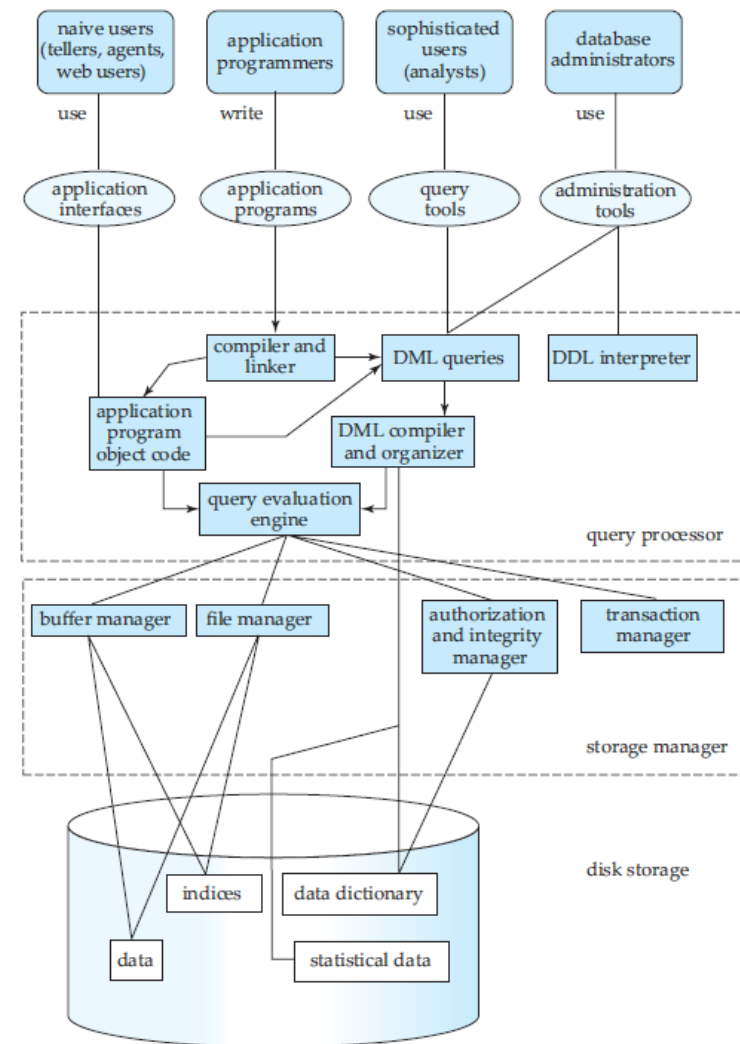 naive users
(tellers, agents,
web users)
application
programmers
sophisticated
users
(analysts)
database
administrators
use
write
use
use
application
interfaces
application
programs
query
tools
administration
tools
compiler and
linker
DML queries
DDL interpreter
application
program
object code
DML compiler
and organizer
query evaluation
engine
query processor
buffer manager
file manager
authorization
and integrity
manager
transaction
manager
storage manager
disk storage
indices
data dictionary
data
statistical data